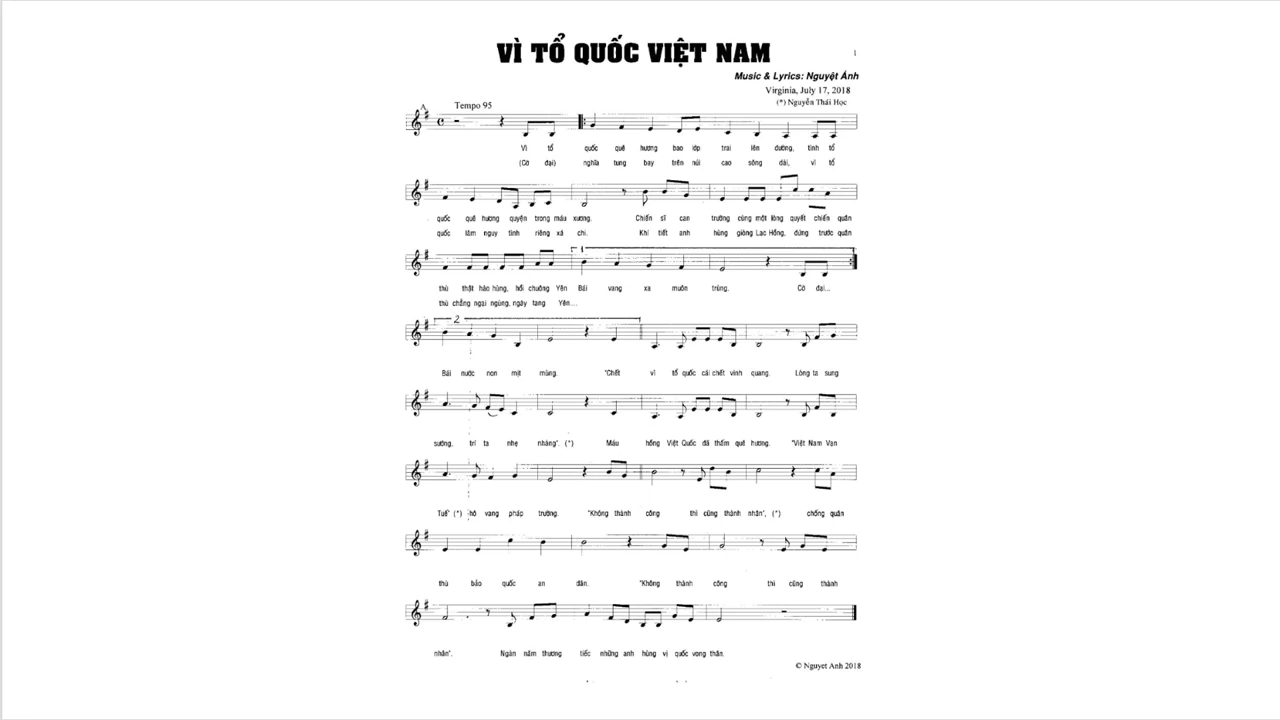 VÌ TỔ QUỐC VIỆT NAM
1
Music & Lyrics: Nguyệt Ánh
Virginia, July 17, 2018
(*) Nguyễn Thái Học
A.
Tempo 95
Vì tổ quốc quê hương bao lớp trai lên đường, tình tổ
(Cờ đại) nghĩa tung bay trên núi cao sông dài, vì tổ
quốc quê hương quyện trong máu xương. Chiến sĩ can trường cùng một lòng quyết chiến quân
quốc lâm nguy tình riêng xá chi. Khí tiết anh hùng giòng Lạc Hồng, đứng trước quân
1
thù thật hào hùng, hồi chuông Yên Bái vang xa muôn trùng. Cờ đại...
thù chẳng ngại ngùng, ngày tang Yên...
2
Bái nước non mịt mùng. "Chết vì tổ quốc cái chết vinh quang. Lòng ta sung
sướng, trí ta nhẹ nhàng". (*) Máu hồng Việt Quốc đã thấm quê hương. "Việt Nam Vạn
Tuế" (*) hô vang pháp trường. "Không thành công thì cũng thành nhân", (*) chống quân
thù bảo quốc an dân. "Không thành công thì cũng thành
nhân". Ngàn năm thương tiếc những anh hùng vị quốc vong thân.
© Nguyet Anh 2018